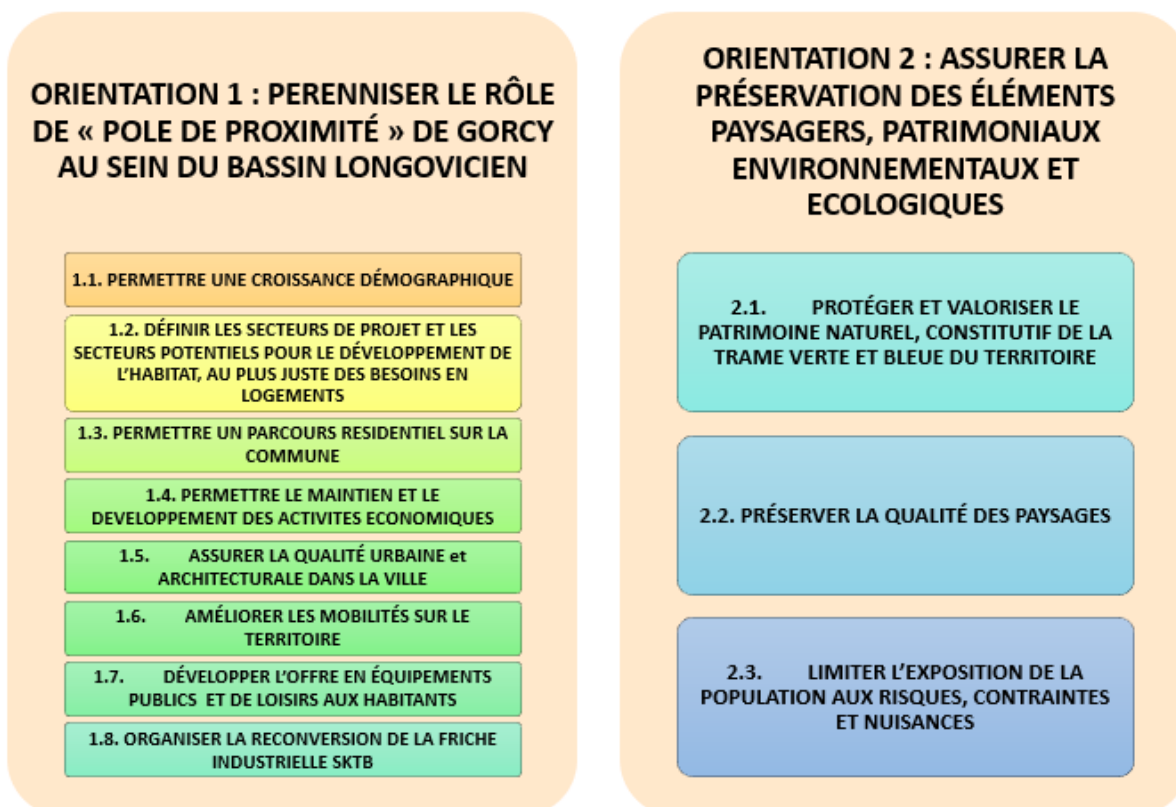 ORIENTATION 1 : PERENNISER LE RÔLE
DE « POLE DE PROXIMITÉ » DE GORCY
AU SEIN DU BASSIN LONGOVICIEN
1.1. PERMETTRE UNE CROISSANCE DÉMOGRAPHIQUE
1.2. DÉFINIR LES SECTEURS DE PROJET ET LES
SECTEURS POTENTIELS POUR LE DÉVELOPPEMENT DE
L'HABITAT, AU PLUS JUSTE DES BESOINS EN
LOGEMENTS
1.3. PERMETTRE UN PARCOURS RESIDENTIEL SUR LA
COMMUNE
1.4. PERMETTRE LE MAINTIEN ET LE
DEVELOPPEMENT DES ACTIVITES ECONOMIQUES
1.5. ASSURER LA QUALITÉ URBAINE et
ARCHITECTURALE DANS LA VILLE
1.6. AMÉLIORER LES MOBILITÉS SUR LE
TERRITOIRE
1.7. DÉVELOPPER L'OFFRE EN ÉQUIPEMENTS
PUBLICS ET DE LOISIRS AUX HABITANTS
1.8. ORGANISER LA RECONVERSION DE LA FRICHE
INDUSTRIELLE SKTB
ORIENTATION 2 : ASSURER LA
PRÉSERVATION DES ÉLÉMENTS
PAYSAGERS, PATRIMONIAUX
ENVIRONNEMENTAUX ET
ECOLOGIQUES
2.1. PROTÉGER ET VALORISER LE
PATRIMOINE NATUREL, CONSTITUTIF DE LA
TRAME VERTE ET BLEUE DU TERRITOIRE
2.2. PRÉSERVER LA QUALITÉ DES PAYSAGES
2.3. LIMITER L'EXPOSITION DE LA
POPULATION AUX RISQUES, CONTRAINTES
ET NUISANCES